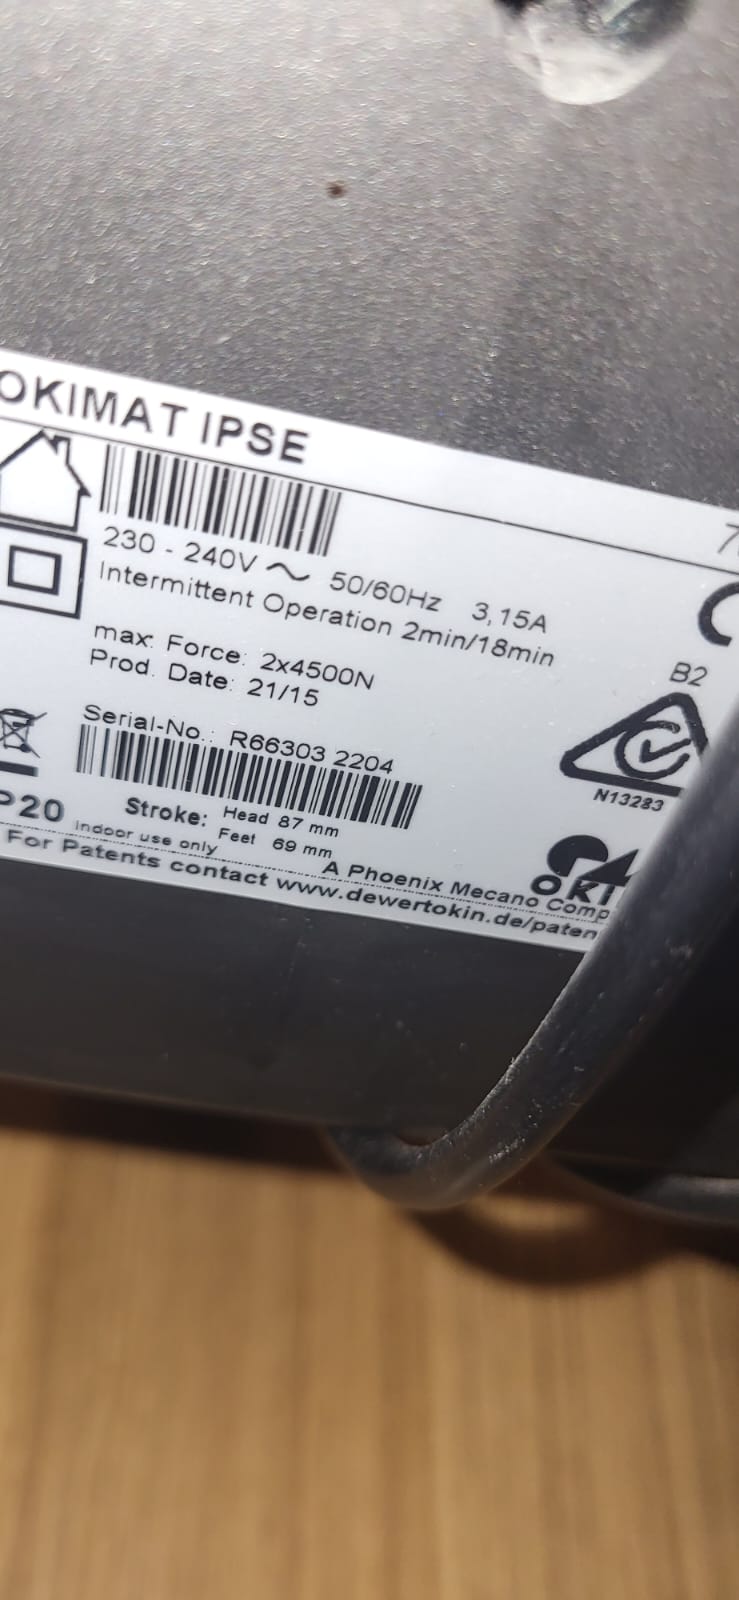 OKIMAT IPSE
230 - 240V ~ 50/60Hz 3,15A
Intermittent Operation 2min/18min
max. Force: 2x4500N
Prod. Date: 21/15
B2
Serial-No.: R66303 2204
N13283
P20
Indoor use only
Stroke: Head 87 mm
Feet 69 mm
OKI
A Phoenix Mecano Comp
For Patents contact www.dewertokin.de/paten